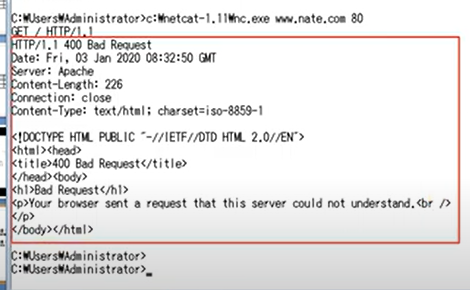 C:₩Users₩Administrator>c:₩netcat-1.11₩nc.exe www.nate.com 80
GET / HTTP/1.1
HTTP/1.1 400 Bad Request
Date: Fri, 03 Jan 2020 08:32:50 GMT
Server: Apache
Content-Length: 226
Connection: close
Content-Type: text/html; charset=iso-8859-1
<!DOCTYPE HTML PUBLIC "-//IETF//DTD HTML 2.0//EN">
<html><head>
<title>400 Bad Request</title>
</head><body>
<h1>Bad Request</h1>
<p>Your browser sent a request that this server could not understand.<br />
</p>
</body></html>
C:₩Users₩Administrator>
C:₩Users₩Administrator>_